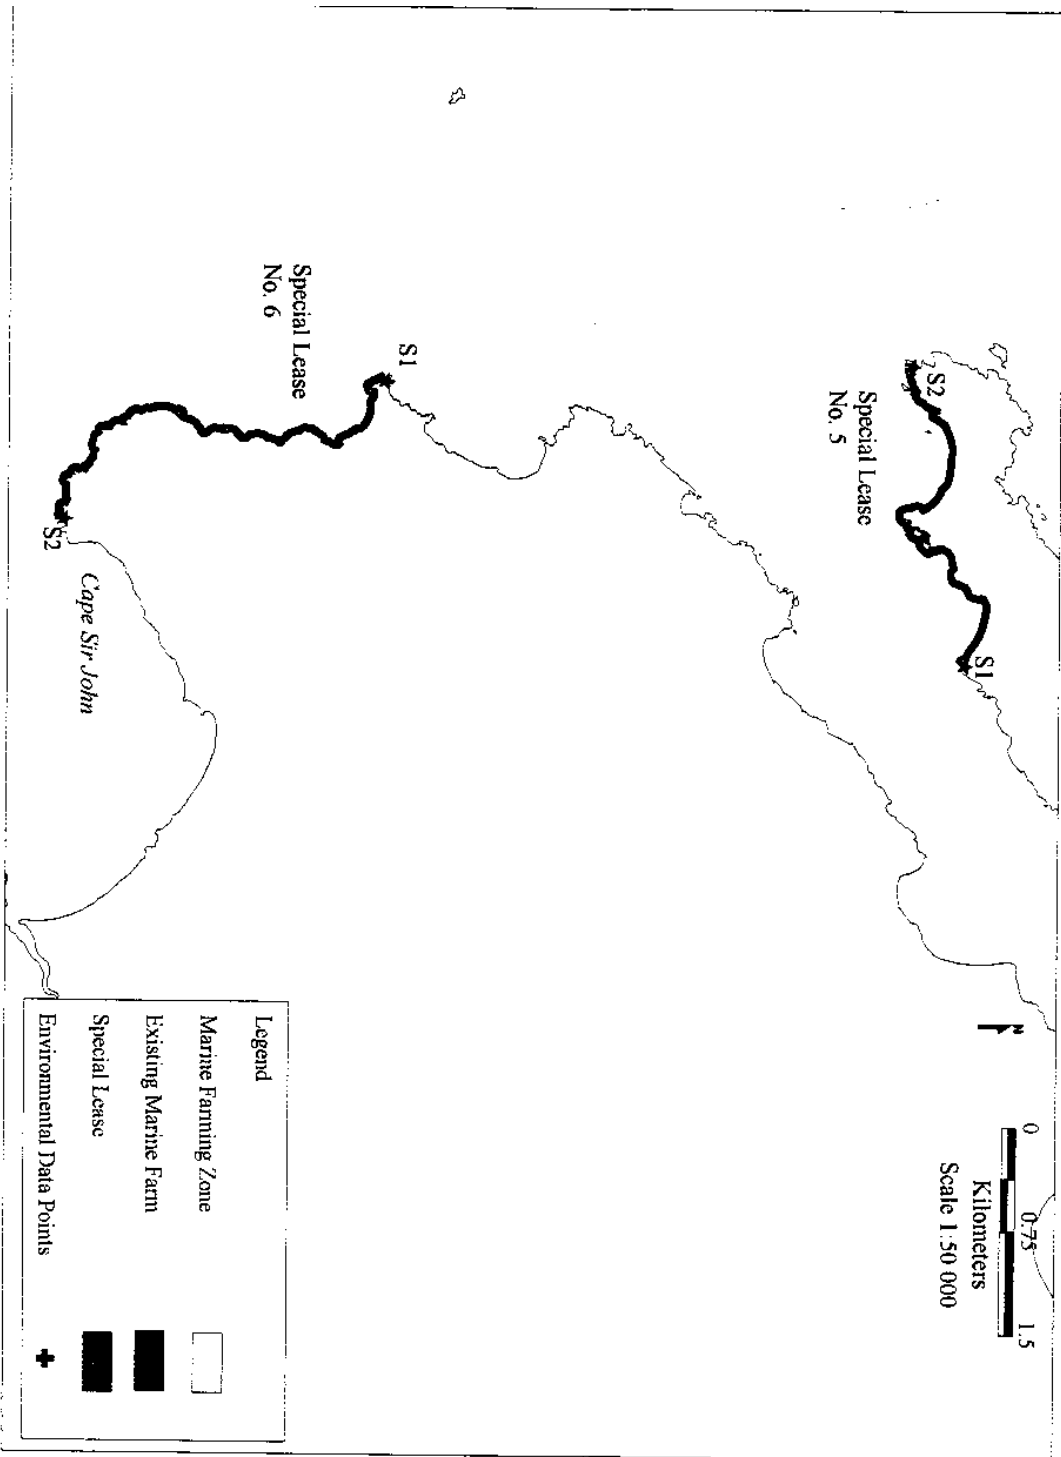 S2
Special Lease
No. 5
S1
S1
Special Lease
No. 6
S2
Cape Sir John
N
0 0.75 1.5
Kilometers
Scale 1:50 000
Legend
Marine Farming Zone
Existing Marine Farm
Special Lease
Environmental Data Points